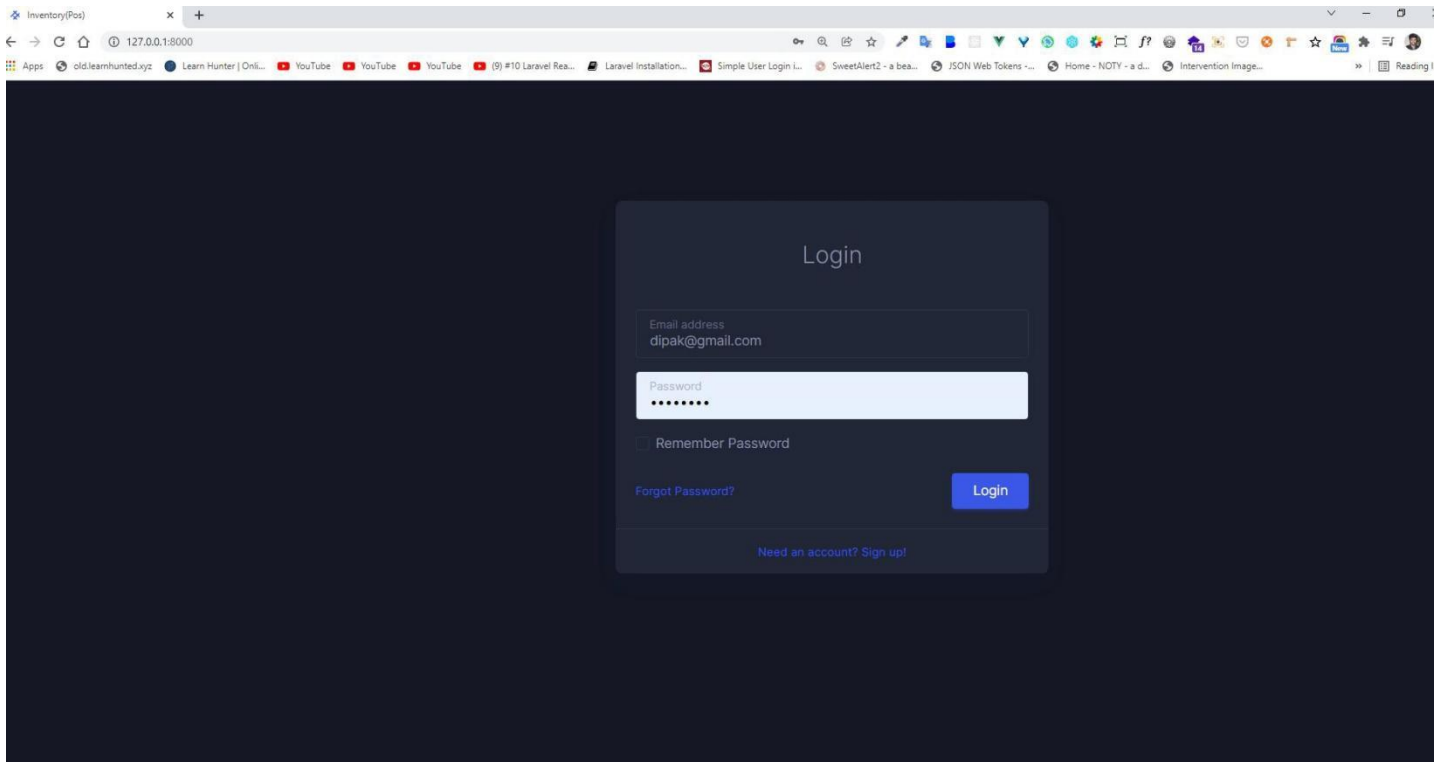 Inventory(Pos)
127.0.0.1:8000
14
New
Apps old.learnhunted.xyz Learn Hunter | Onli... YouTube YouTube YouTube (9) #10 Laravel Rea... Laravel Installation... Simple User Login i... SweetAlert2 - a bea... JSON Web Tokens -... Home - NOTY - a d... Intervention Image... » Reading l
Login
Email address
dipak@gmail.com
Password
••••••••
Remember Password
Forgot Password? Login
Need an account? Sign up!